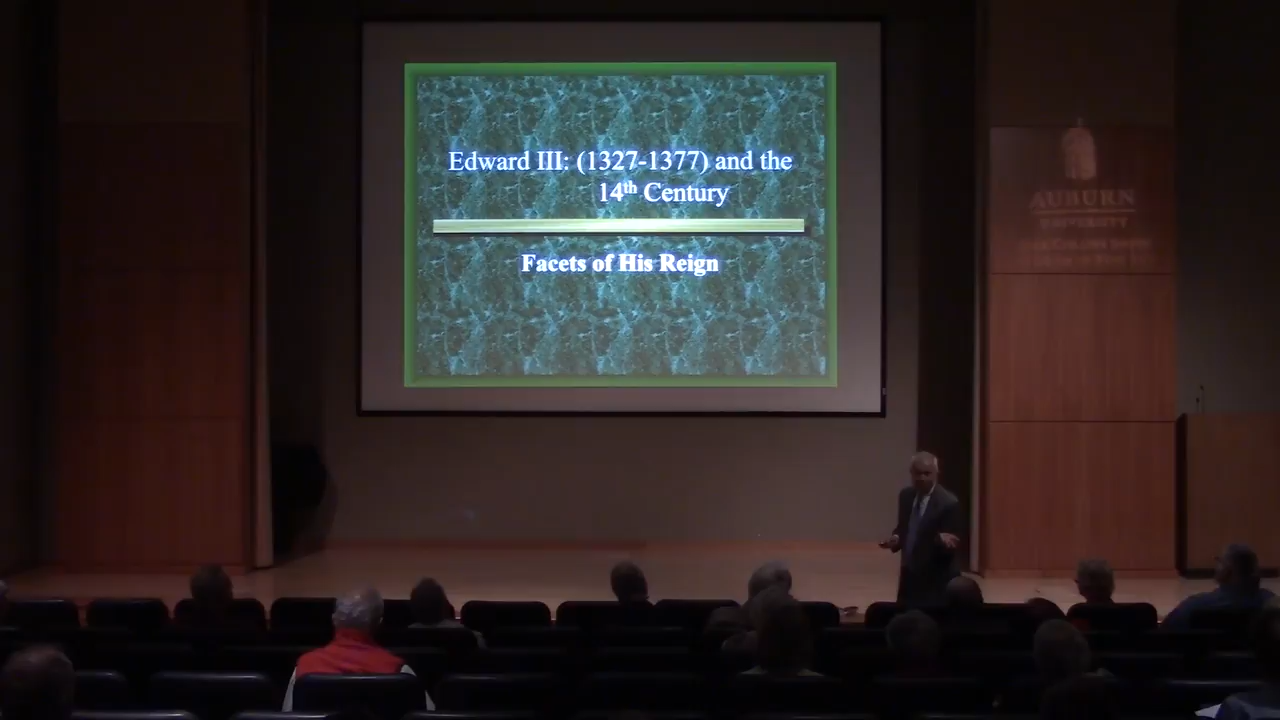 Edward III: (1327-1377) and the
14th Century
Facets of His Reign
AUBURN
UNIVERSITY